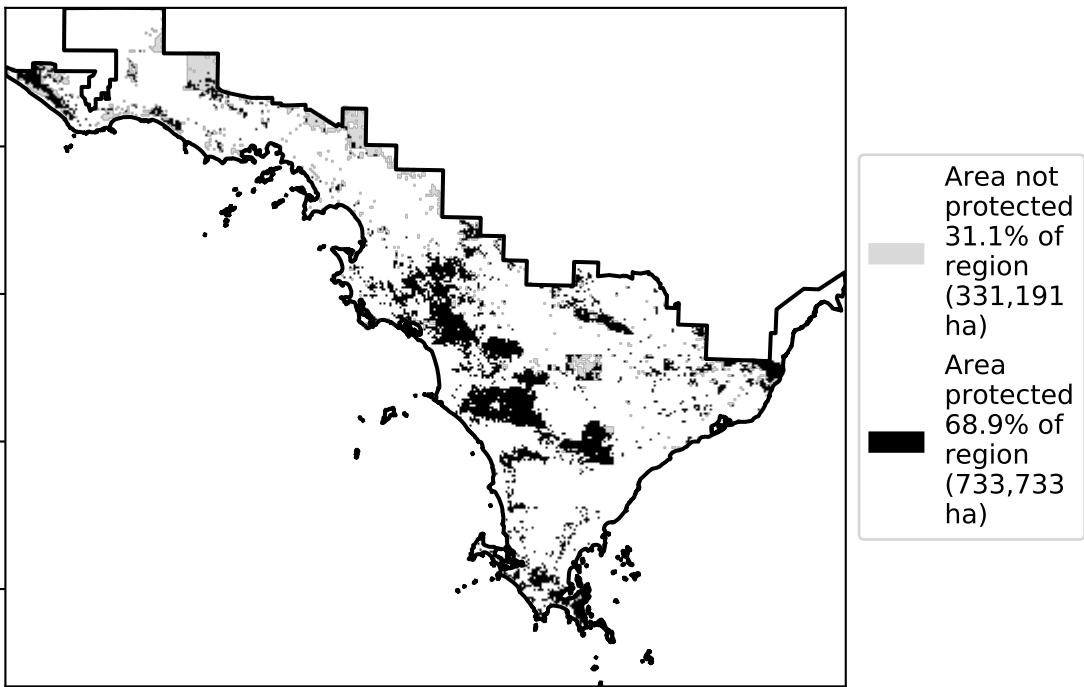 Area not
protected
31.1% of
region
(331,191
ha)
Area
protected
68.9% of
region
(733,733
ha)